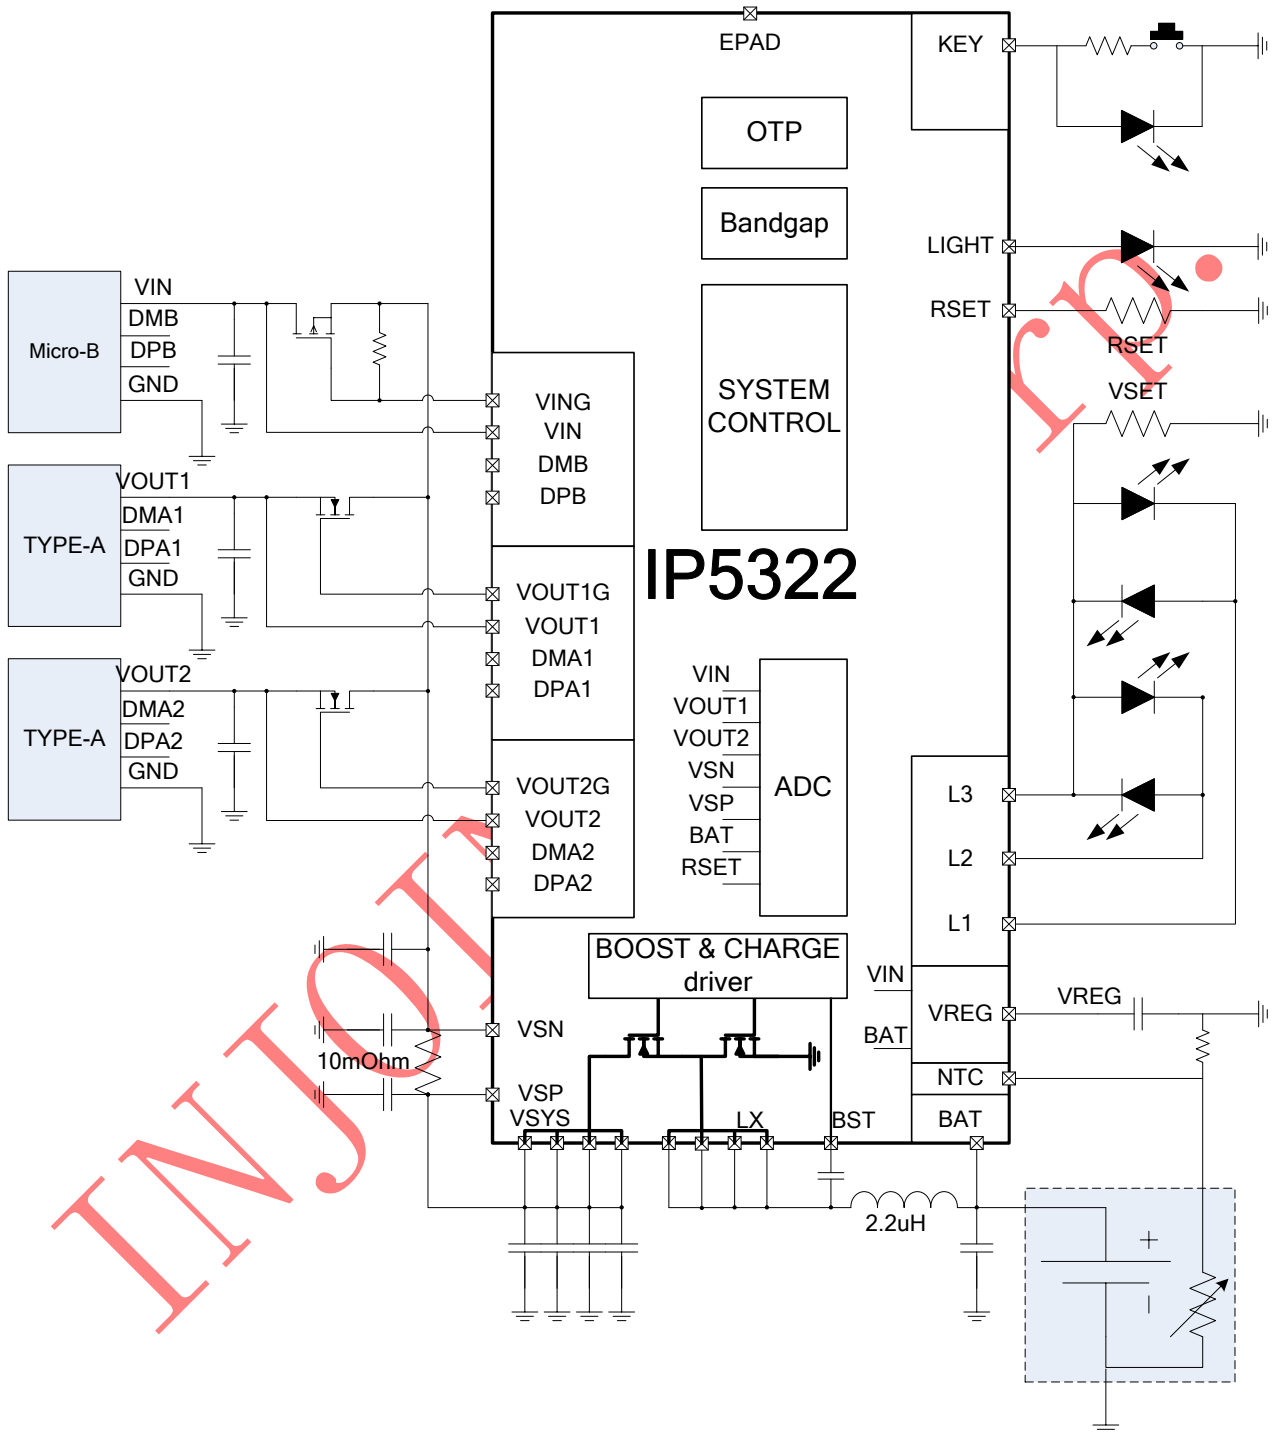 EPAD
KEY
OTP
Bandgap
LIGHT
RSET
RSET
VSET
SYSTEM
CONTROL
Micro-B
VIN
DMB
DPB
GND
VING
VIN
DMB
DPB
TYPE-A
VOUT1
DMA1
DPA1
GND
IP5322
VOUT1G
VOUT1
DMA1
DPA1
TYPE-A
VOUT2
DMA2
DPA2
GND
VOUT2G
VOUT2
DMA2
DPA2
VIN
VOUT1
VOUT2
VSN
VSP
BAT
RSET
ADC
L3
L2
L1
BOOST & CHARGE
driver
VIN
BAT
VREG
VREG
NTC
BAT
VSN
10mOhm
VSP
VSYS
LX
BST
2.2uH
+
−
rp.